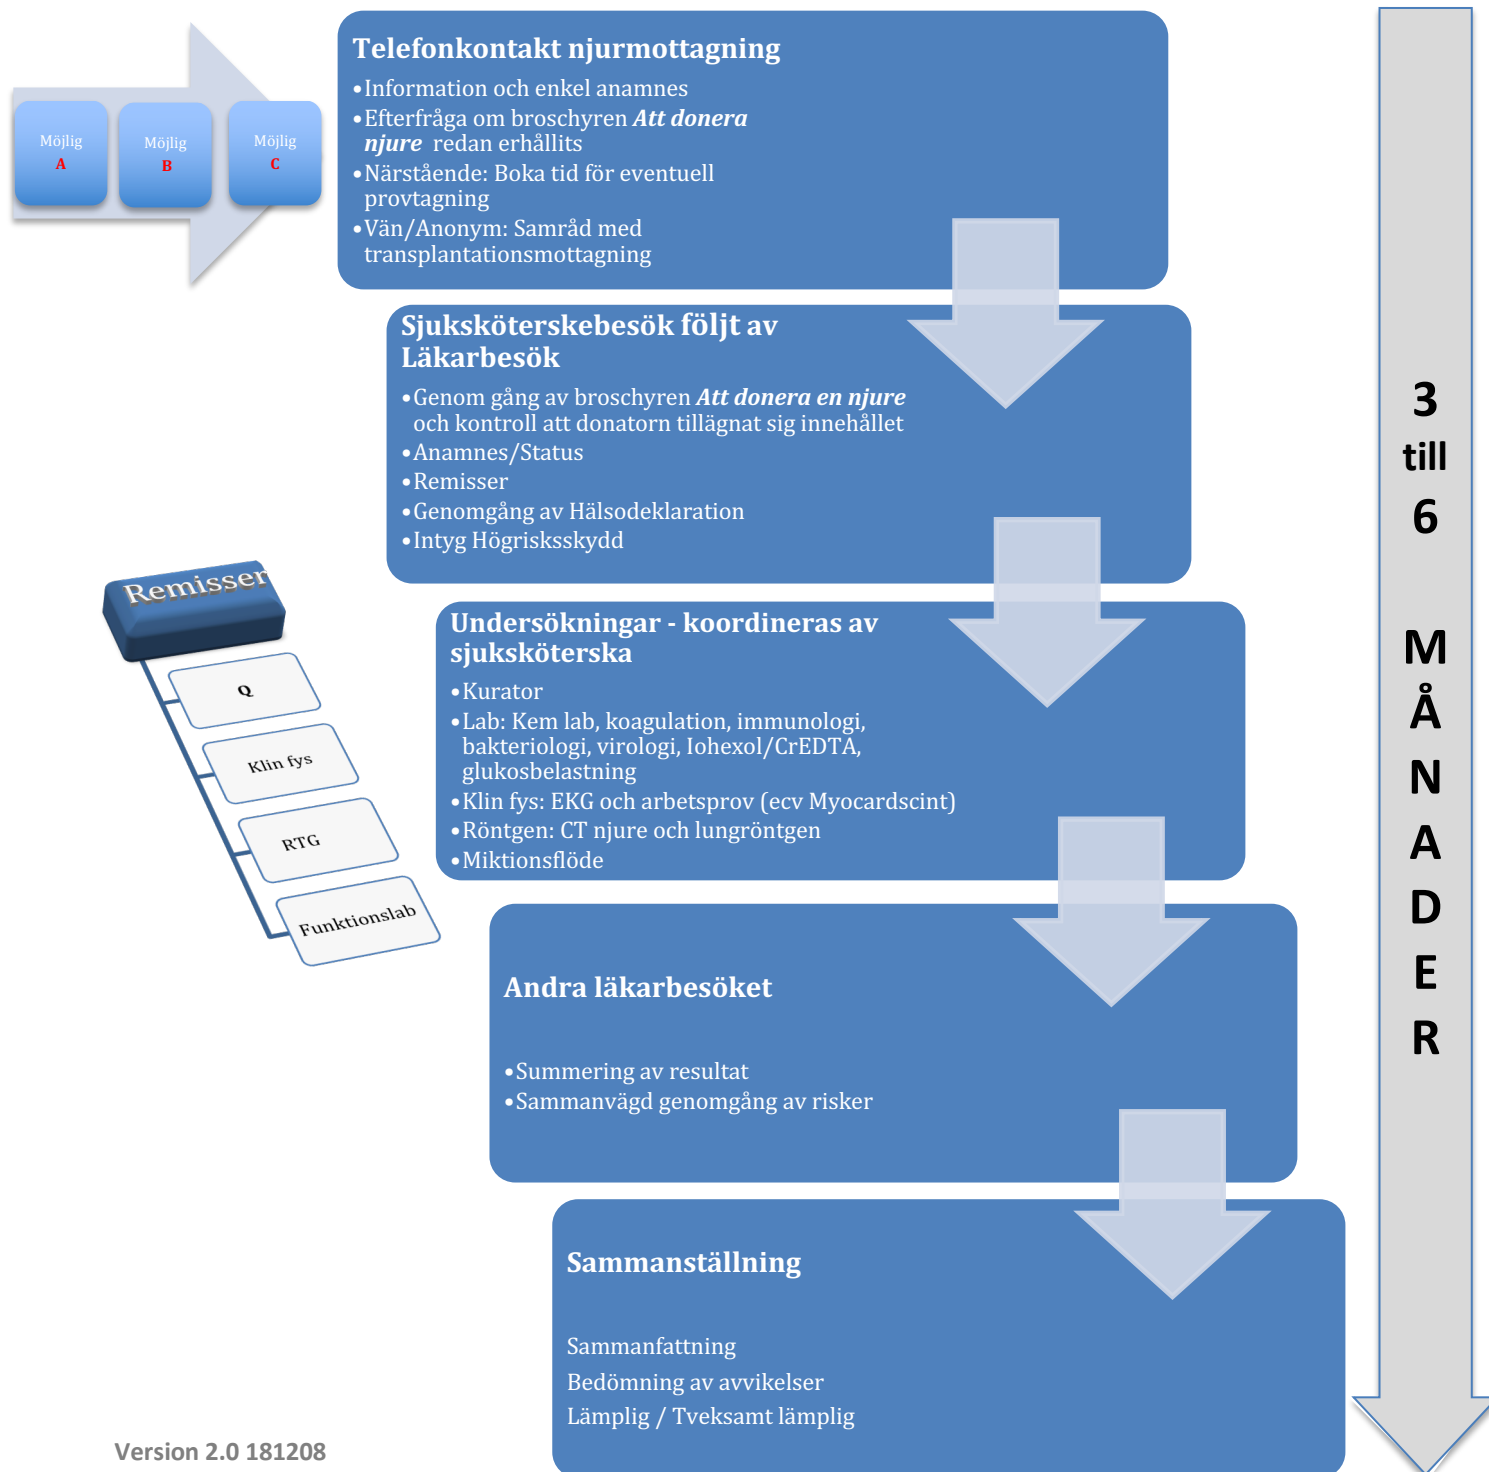 Möjlig
A
Möjlig
B
Möjlig
C
Telefonkontakt njurmottagning
•Information och enkel anamnes
•Efterfråga om broschyren Att donera
njure redan erhållits
•Närstående: Boka tid för eventuell
provtagning
•Vän/Anonym: Samråd med
transplantationsmottagning
Sjuksköterskebesök följt av
Läkarbesök
•Genom gång av broschyren Att donera en njure
och kontroll att donatorn tillägnat sig innehållet
•Anamnes/Status
•Remisser
•Genomgång av Hälsodeklaration
•Intyg Högrisksskydd
Remisser
Q
Klin fys
RTG
Funktionslab
Undersökningar - koordineras av
sjuksköterska
•Kurator
•Lab: Kem lab, koagulation, immunologi,
bakteriologi, virologi, Iohexol/CrEDTA,
glukosbelastning
•Klin fys: EKG och arbetsprov (ecv Myocardscint)
•Röntgen: CT njure och lungröntgen
•Miktionsflöde
Andra läkarbesöket
•Summering av resultat
•Sammanvägd genomgång av risker
Sammanställning
Sammanfattning
Bedömning av avvikelser
Lämplig / Tveksamt lämplig
3
till
6
M
Å
N
A
D
E
R
Version 2.0 181208